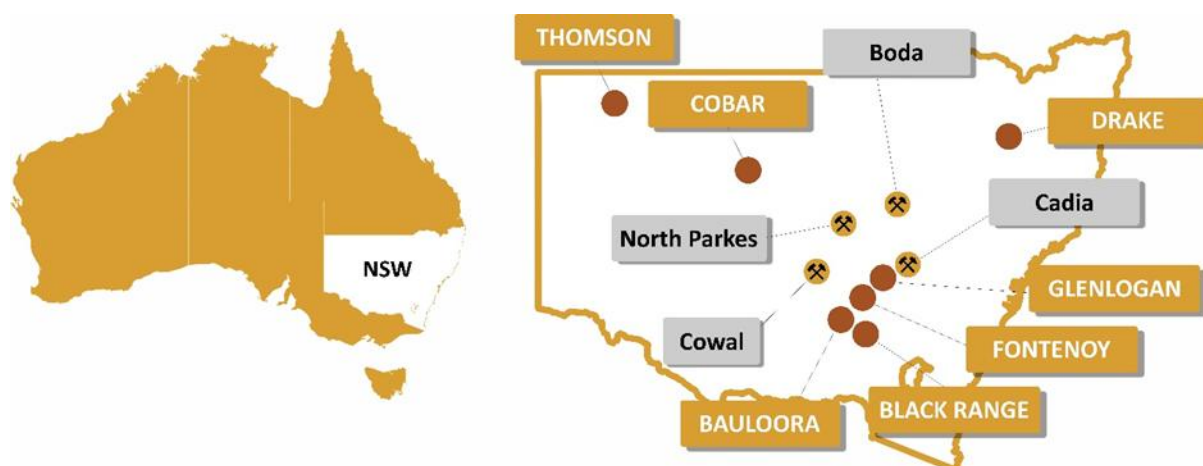 NSW
THOMSON
Boda
COBAR
DRAKE
Cadia
North Parkes
GLENLOGAN
Cowal
FONTENOY
BLACK RANGE
BAULOORA